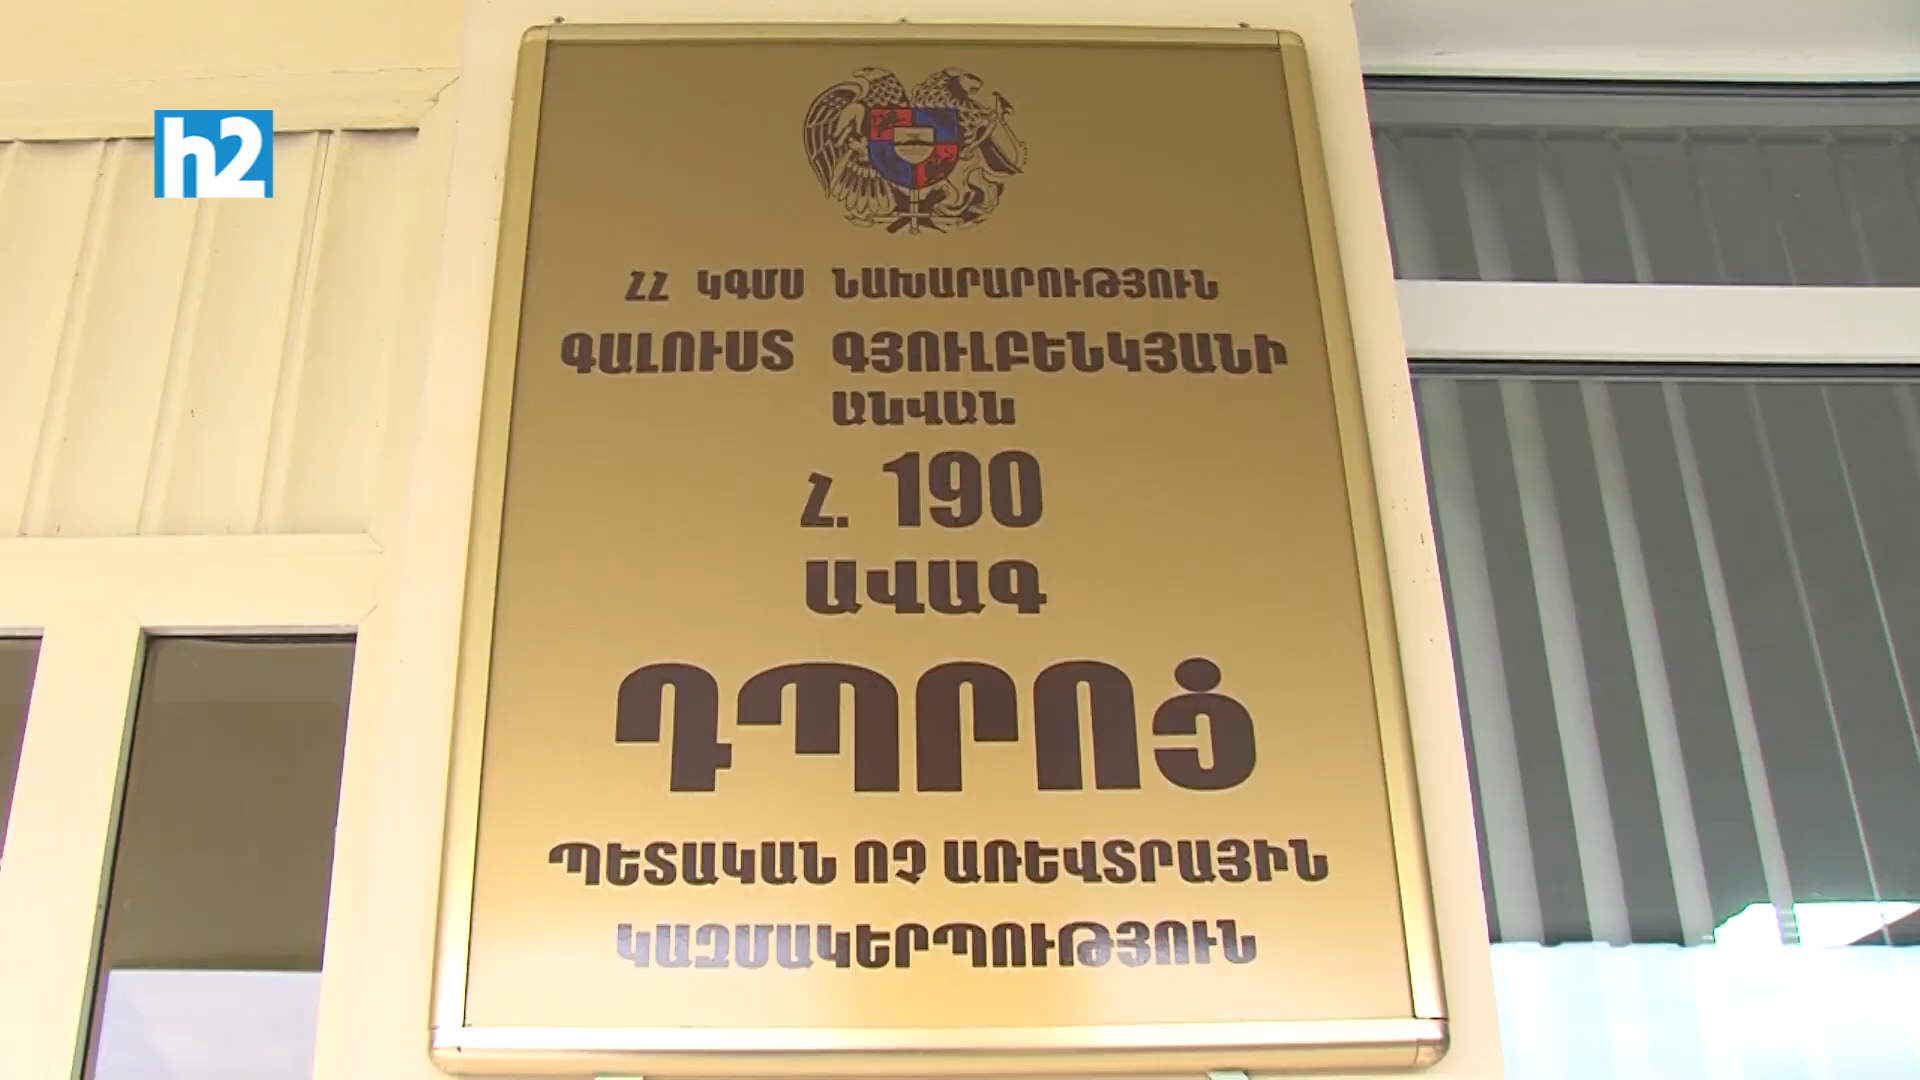 h2
ՀՀ ԿԳՄՍ ՆԱԽԱՐԱՐՈՒԹՅՈՒՆ
ԳԱԼՈՒՍՏ ԳՅՈՒԼԲԵՆԿՅԱՆԻ
ԱՆՎԱՆ
Հ. 190
ԱՎԱԳ
ԴՊՐՈՑ
ՊԵՏԱԿԱՆ ՈՉ ԱՌԵՎՏՐԱՅԻՆ
ԿԱԶՄԱԿԵՐՊՈՒԹՅՈՒՆ